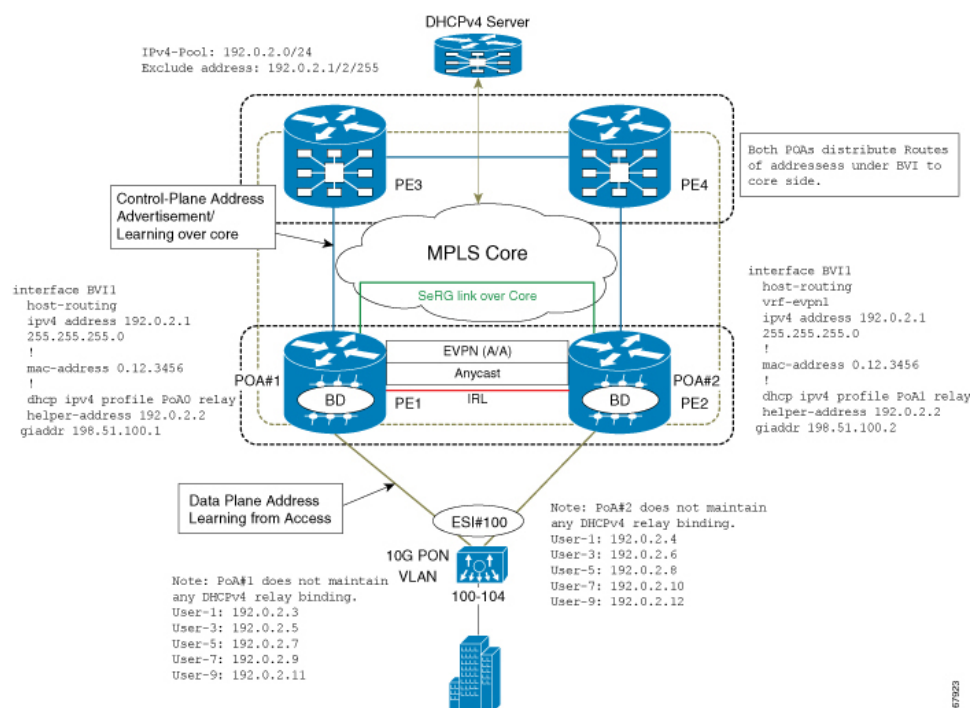 DHCPv4 Server
IPv4-Pool: 192.0.2.0/24
Exclude address: 192.0.2.1/2/255
PE3
PE4
Both POAs distribute Routes
of addressess under BVI to
core side.
Control-Plane Address
Advertisement/
Learning over core
MPLS Core
SeRG link over Core
interface BVI1
host-routing
ipv4 address 192.0.2.1
255.255.255.0
!
mac-address 0.12.3456
!
dhcp ipv4 profile PoA0 relay
helper-address 192.0.2.2
giaddr 198.51.100.1
interface BVI1
host-routing
vrf-evpn1
ipv4 address 192.0.2.1
255.255.255.0
!
mac-address 0.12.3456
!
dhcp ipv4 profile PoA1 relay
helper-address 192.0.2.2
giaddr 198.51.100.2
EVPN (A/A)
Anycast
IRL
POA#1
BD
PE1
POA#2
BD
PE2
Data Plane Address
Learning from Access
ESI#100
10G PON
VLAN
100-104
Note: PoA#1 does not maintain
any DHCPv4 relay binding.
User-1: 192.0.2.3
User-3: 192.0.2.5
User-5: 192.0.2.7
User-7: 192.0.2.9
User-9: 192.0.2.11
Note: PoA#2 does not maintain
any DHCPv4 relay binding.
User-1: 192.0.2.4
User-3: 192.0.2.6
User-5: 192.0.2.8
User-7: 192.0.2.10
User-9: 192.0.2.12
67923